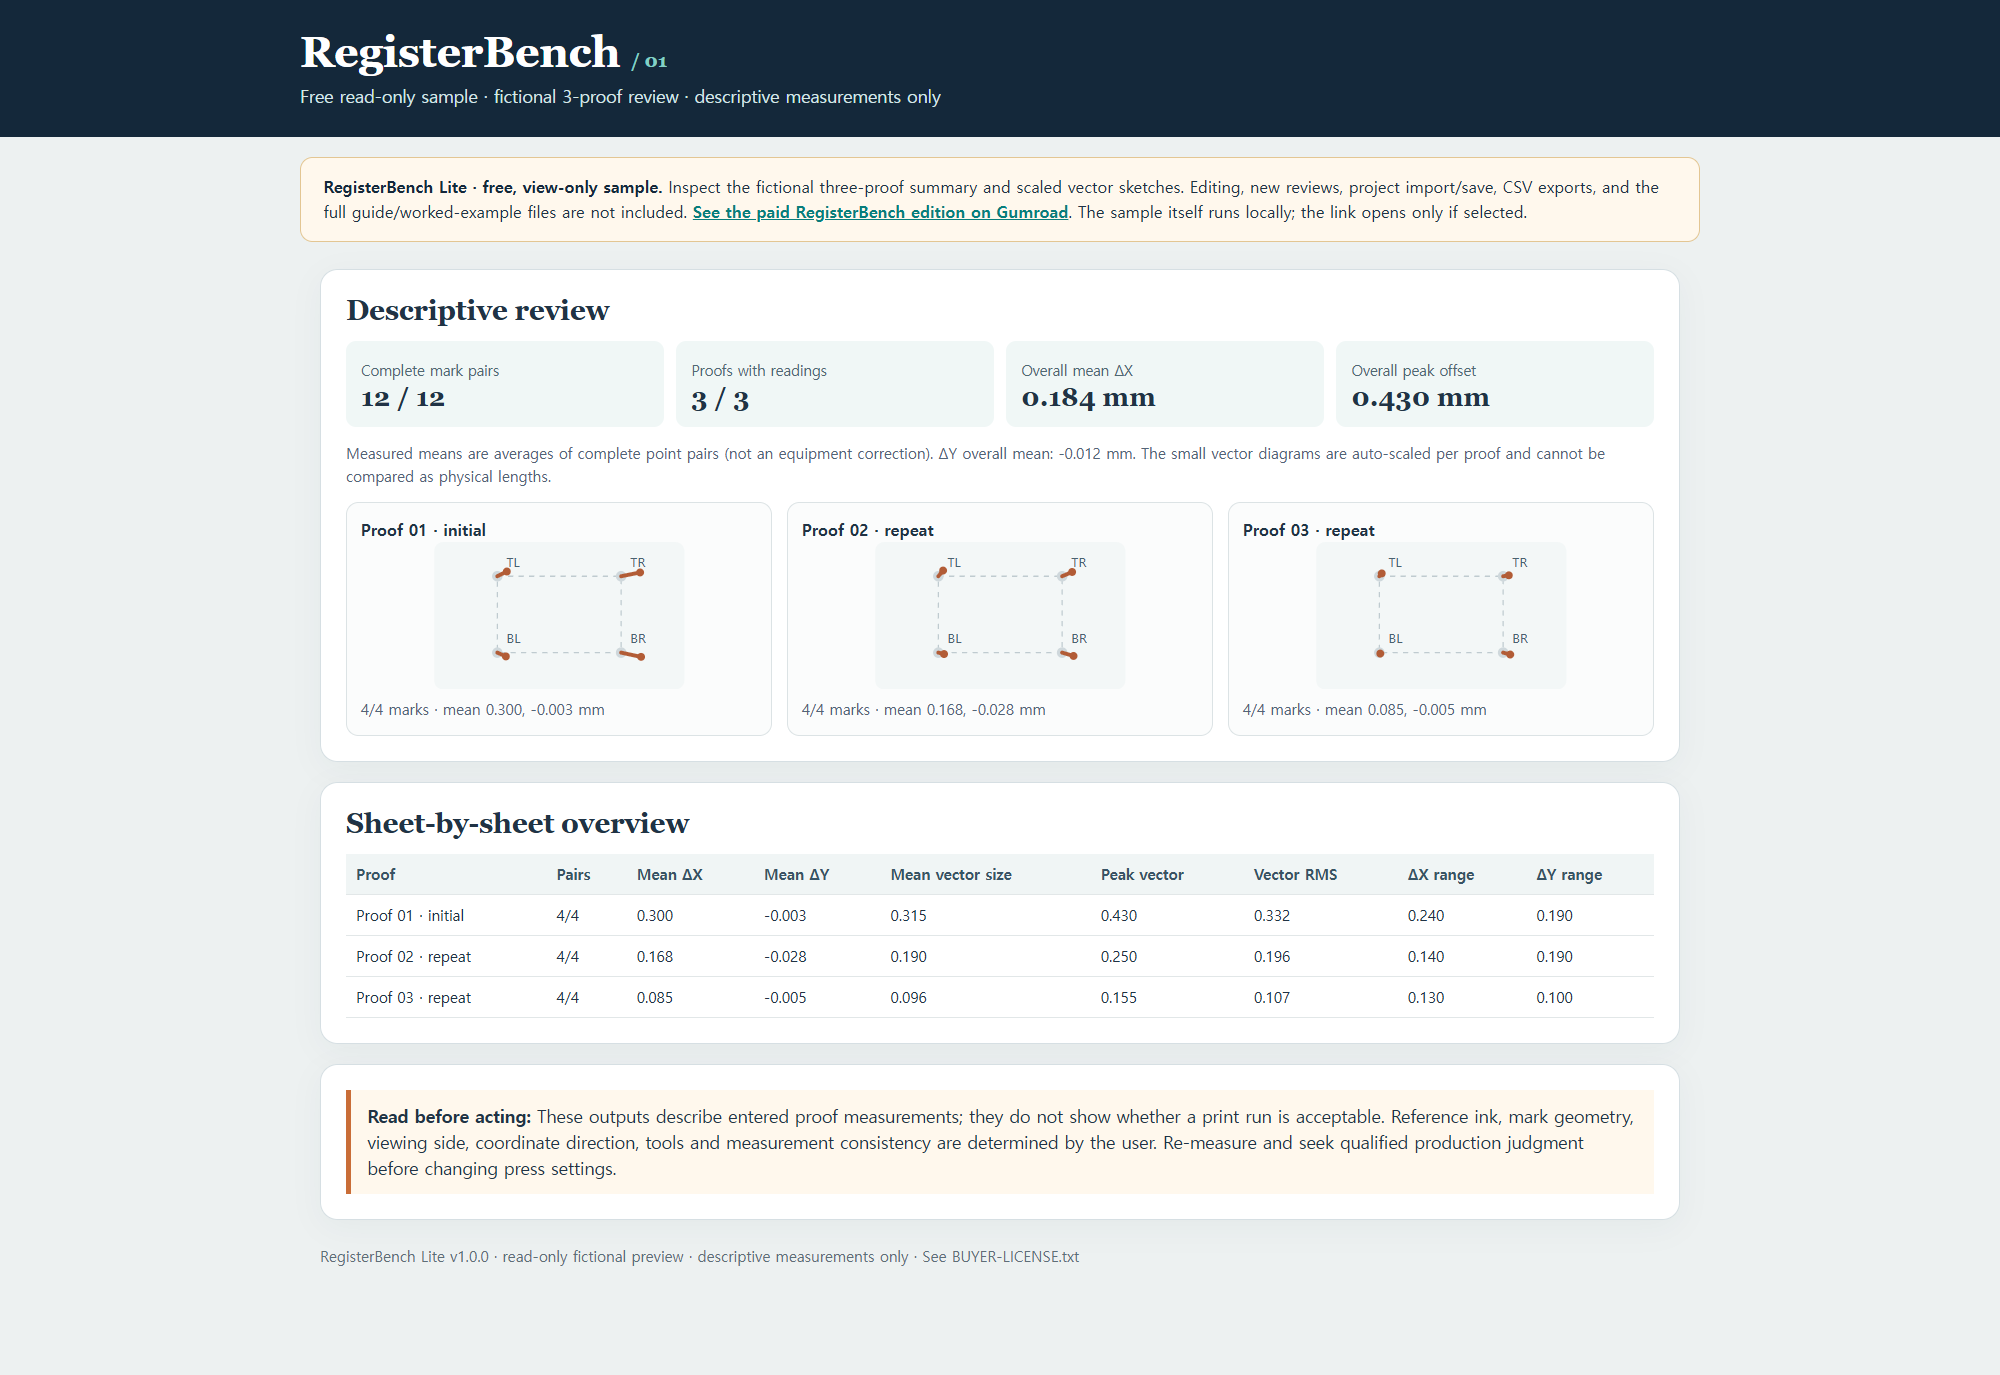 RegisterBench / 01
Free read-only sample · fictional 3-proof review · descriptive measurements only
RegisterBench Lite · free, view-only sample. Inspect the fictional three-proof summary and scaled vector sketches. Editing, new reviews, project import/save, CSV exports, and the
full guide/worked-example files are not included. See the paid RegisterBench edition on Gumroad. The sample itself runs locally; the link opens only if selected.
Descriptive review
Complete mark pairs
12 / 12
Proofs with readings
3 / 3
Overall mean ΔX
0.184 mm
Overall peak offset
0.430 mm
Measured means are averages of complete point pairs (not an equipment correction). ΔY overall mean: -0.012 mm. The small vector diagrams are auto-scaled per proof and cannot be
compared as physical lengths.
Proof 01 · initial
TL TR
BL BR
4/4 marks · mean 0.300, -0.003 mm
Proof 02 · repeat
TL TR
BL BR
4/4 marks · mean 0.168, -0.028 mm
Proof 03 · repeat
TL TR
BL BR
4/4 marks · mean 0.085, -0.005 mm
Sheet-by-sheet overview
Proof Pairs Mean ΔX Mean ΔY Mean vector size Peak vector Vector RMS ΔX range ΔY range
Proof 01 · initial 4/4 0.300 -0.003 0.315 0.430 0.332 0.240 0.190
Proof 02 · repeat 4/4 0.168 -0.028 0.190 0.250 0.196 0.140 0.190
Proof 03 · repeat 4/4 0.085 -0.005 0.096 0.155 0.107 0.130 0.100
Read before acting: These outputs describe entered proof measurements; they do not show whether a print run is acceptable. Reference ink, mark geometry,
viewing side, coordinate direction, tools and measurement consistency are determined by the user. Re-measure and seek qualified production judgment
before changing press settings.
RegisterBench Lite v1.0.0 · read-only fictional preview · descriptive measurements only · See BUYER-LICENSE.txt